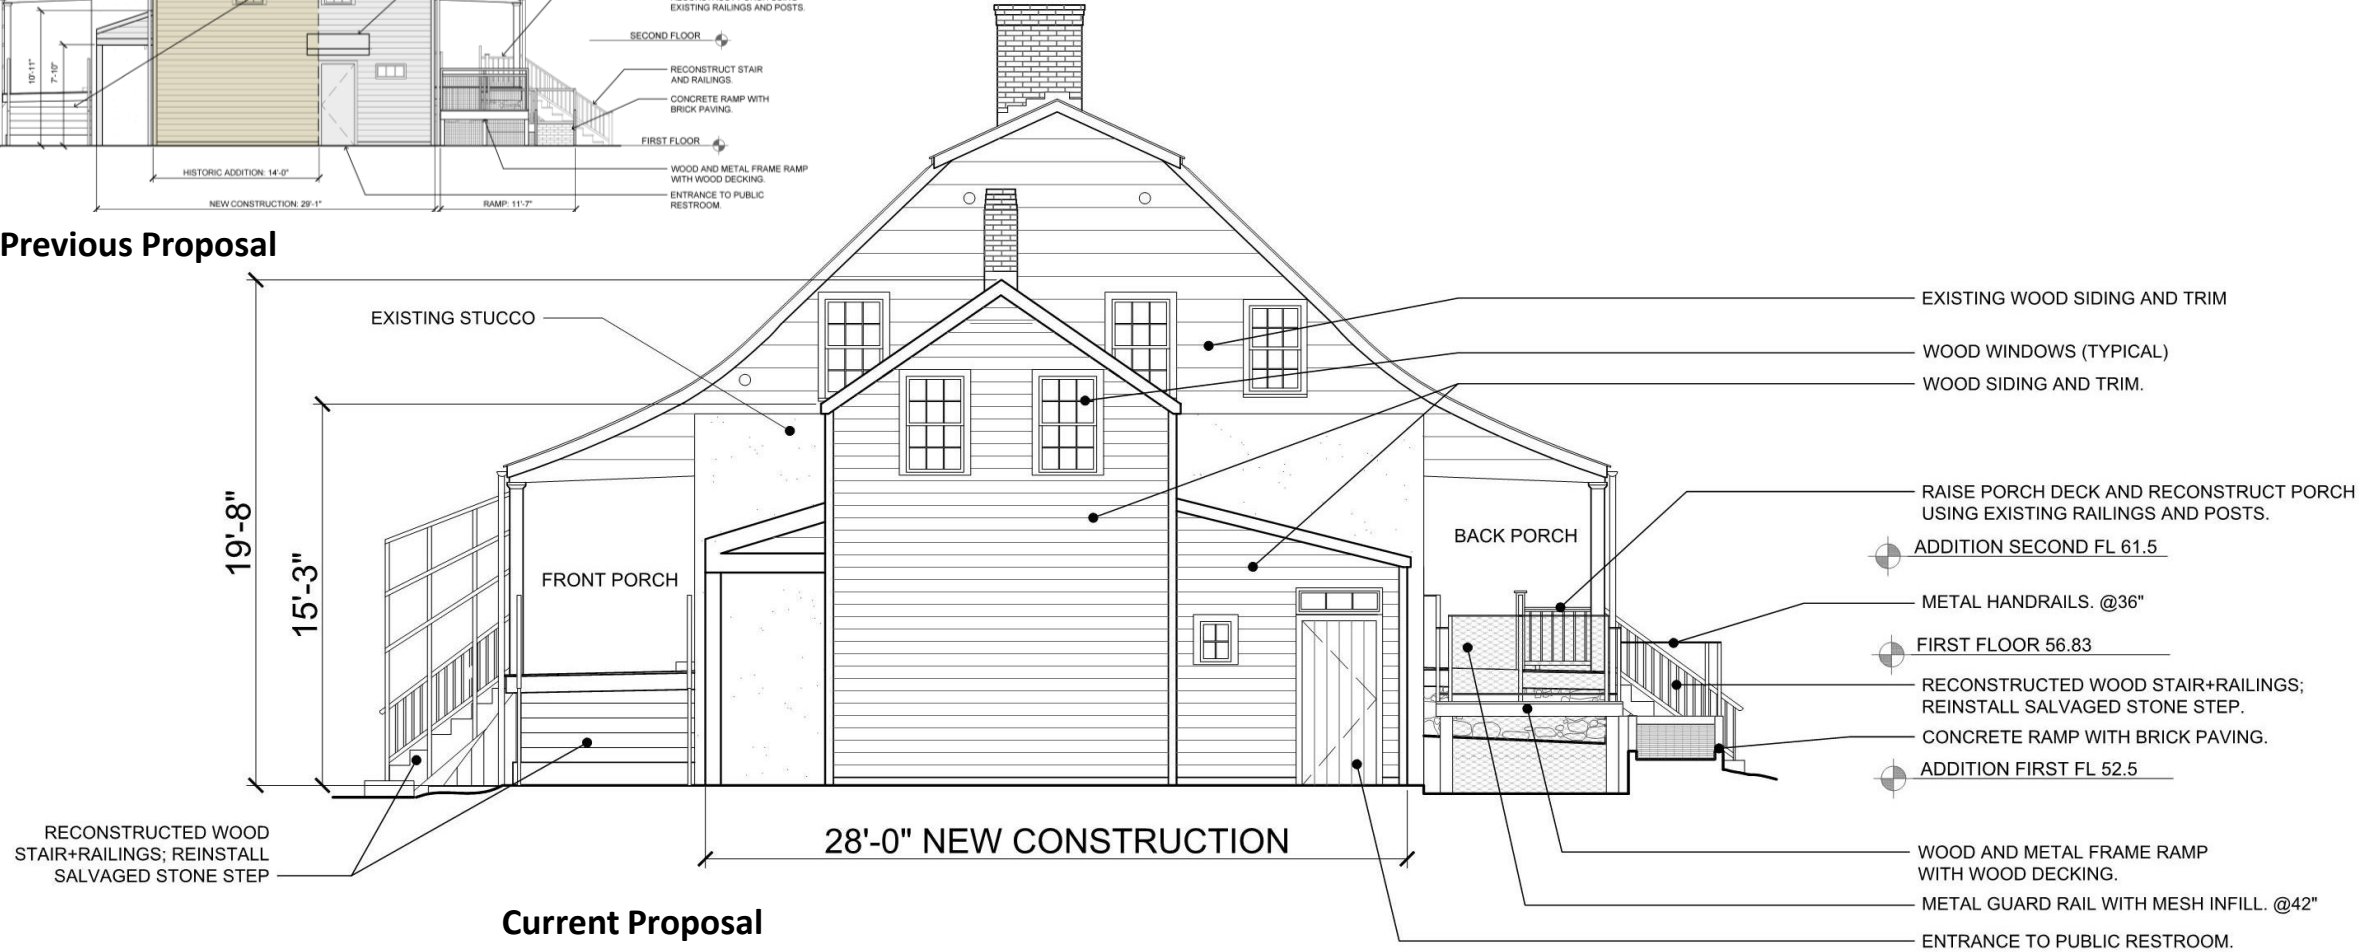 EXISTING RAILINGS AND POSTS.
SECOND FLOOR
10'-11"
7'-10"
RECONSTRUCT STAIR
AND RAILINGS.
CONCRETE RAMP WITH
BRICK PAVING.
FIRST FLOOR
WOOD AND METAL FRAME RAMP
WITH WOOD DECKING.
HISTORIC ADDITION: 14'-0"
ENTRANCE TO PUBLIC
RESTROOM.
NEW CONSTRUCTION: 29'-1"
RAMP: 11'-7"
Previous Proposal
EXISTING STUCCO
19'-8"
15'-3"
FRONT PORCH
BACK PORCH
EXISTING WOOD SIDING AND TRIM
WOOD WINDOWS (TYPICAL)
WOOD SIDING AND TRIM.
RAISE PORCH DECK AND RECONSTRUCT PORCH
USING EXISTING RAILINGS AND POSTS.
ADDITION SECOND FL 61.5
METAL HANDRAILS. @36"
FIRST FLOOR 56.83
RECONSTRUCTED WOOD STAIR+RAILINGS;
REINSTALL SALVAGED STONE STEP.
CONCRETE RAMP WITH BRICK PAVING.
ADDITION FIRST FL 52.5
RECONSTRUCTED WOOD
STAIR+RAILINGS; REINSTALL
SALVAGED STONE STEP
28'-0" NEW CONSTRUCTION
WOOD AND METAL FRAME RAMP
WITH WOOD DECKING.
METAL GUARD RAIL WITH MESH INFILL. @42"
ENTRANCE TO PUBLIC RESTROOM.
Current Proposal